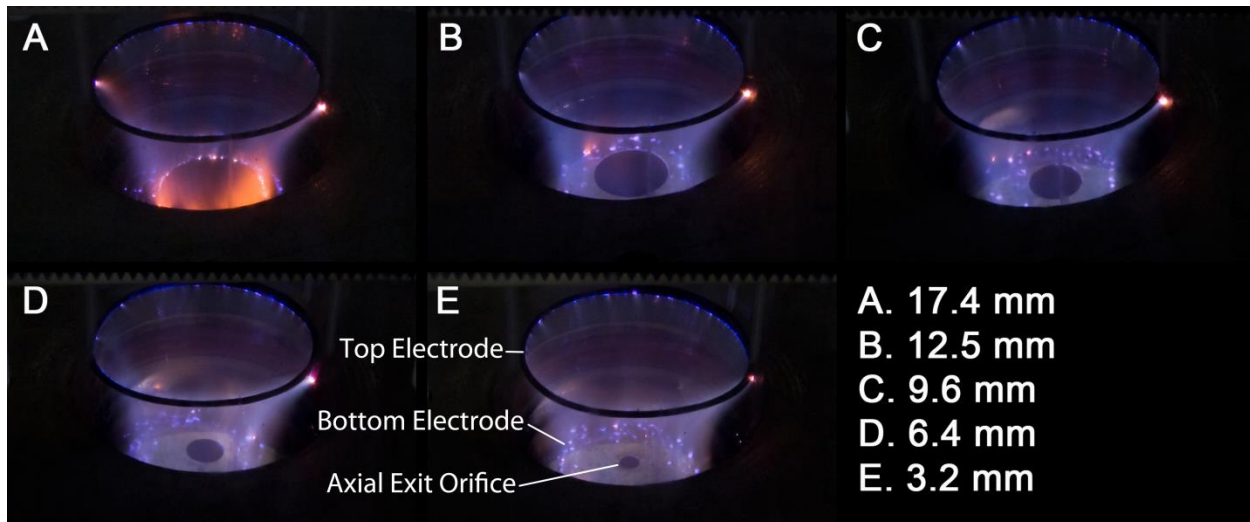 A
B
C
D
E
Top Electrode
Bottom Electrode
Axial Exit Orifice
A. 17.4 mm
B. 12.5 mm
C. 9.6 mm
D. 6.4 mm
E. 3.2 mm